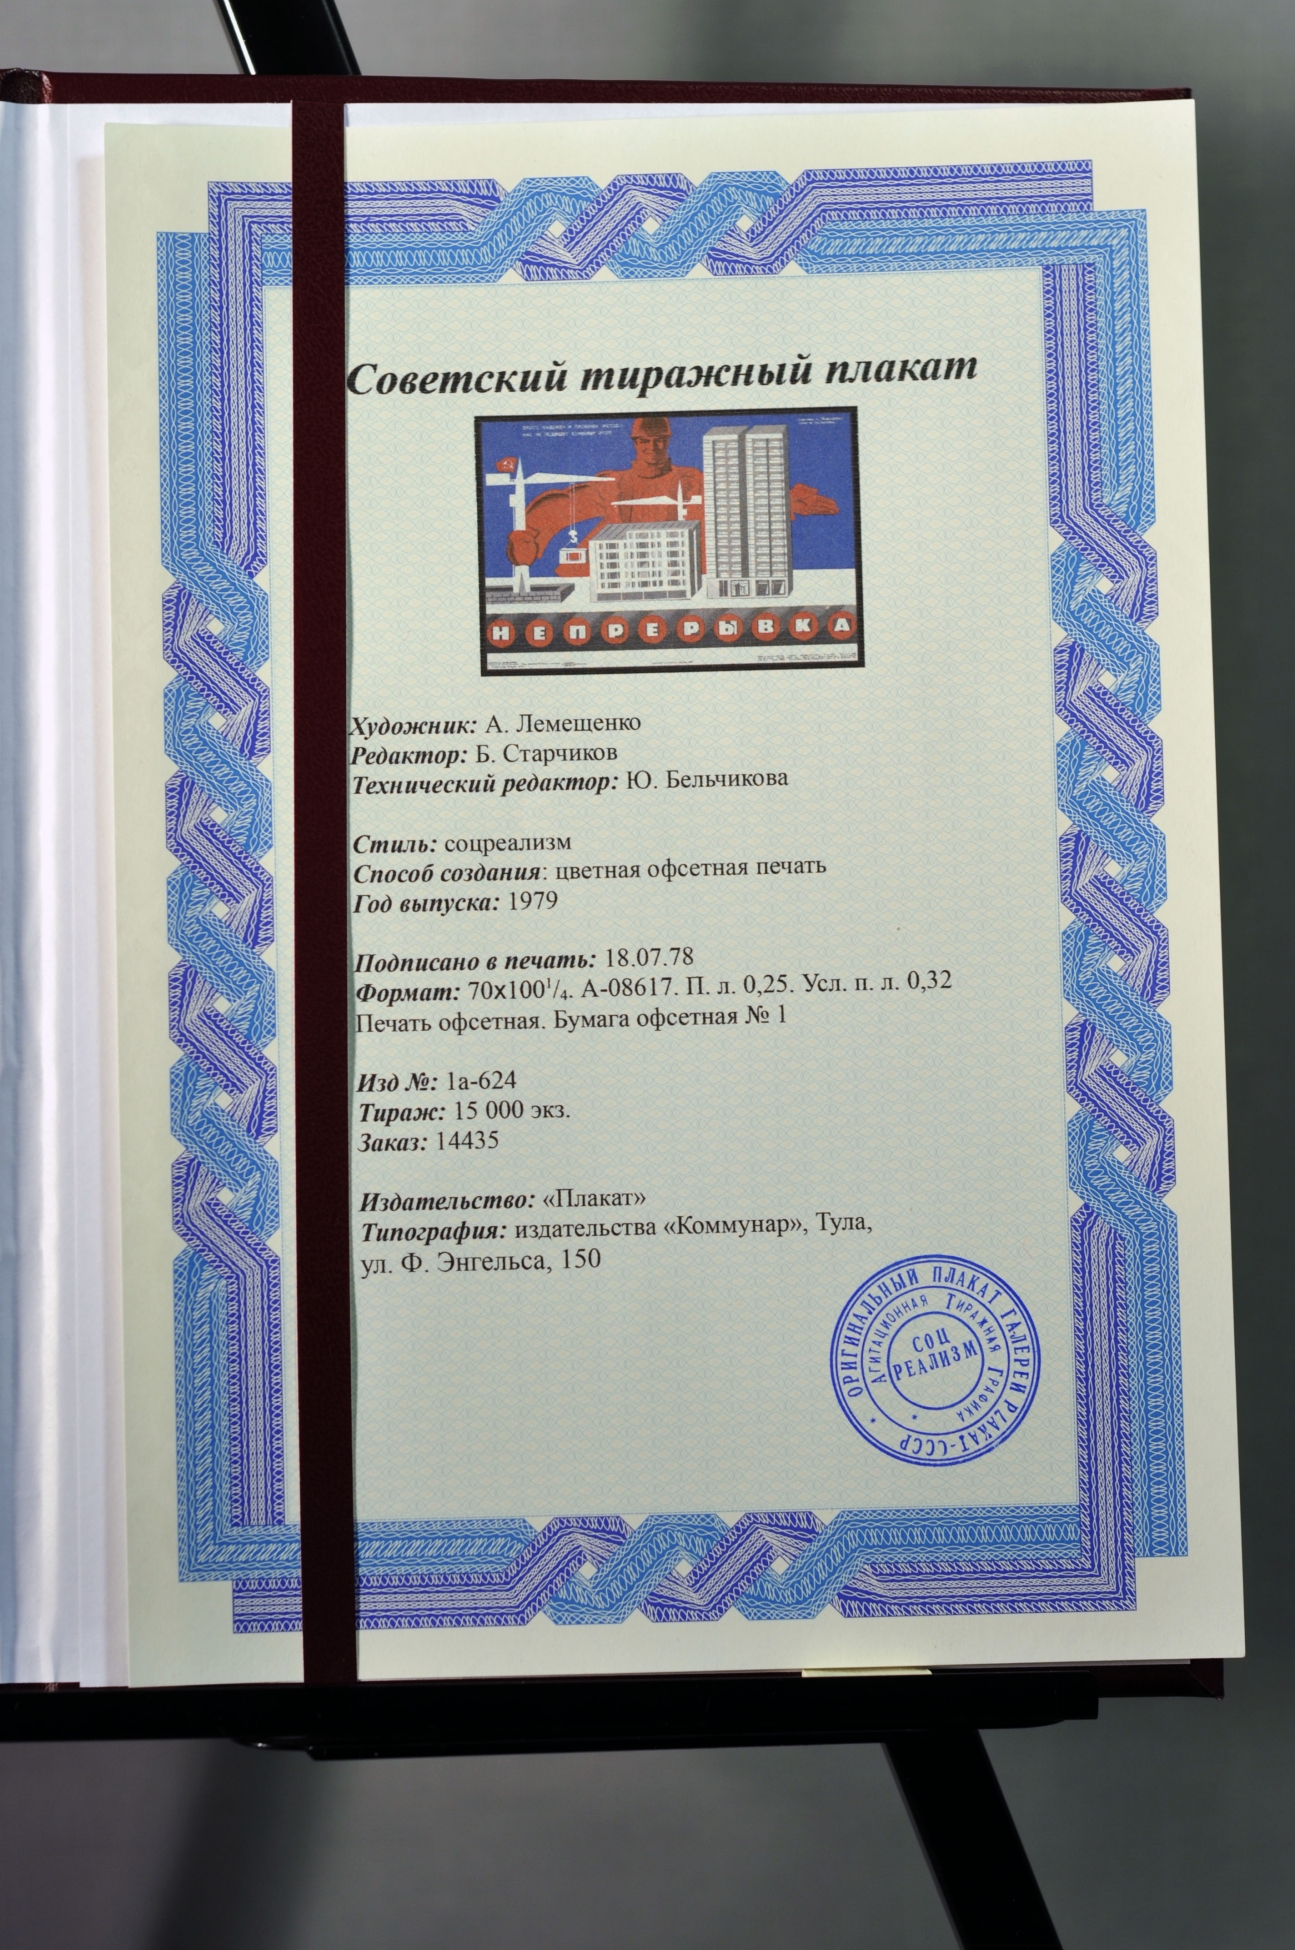 Советский тиражный плакат
НЕПРЕРЫВКА
Художник: А. Лемещенко
Редактор: Б. Старчиков
Технический редактор: Ю. Бельчикова
Стиль: соцреализм
Способ создания: цветная офсетная печать
Год выпуска: 1979
Подписано в печать: 18.07.78
Формат: 70х100¹/₄. А-08617. П. л. 0,25. Усл. п. л. 0,32
Печать офсетная. Бумага офсетная № 1
Изд №: 1а-624
Тираж: 15 000 экз.
Заказ: 14435
Издательство: «Плакат»
Типография: издательства «Коммунар», Тула,
ул. Ф. Энгельса, 150
ОРИГИНАЛЬНЫЙ ПЛАКАТ ГАЛЕРЕИ PLAKAT-СССР
АГИТАЦИОННАЯ ТИРАЖНАЯ ГРАФИКА
СОЦ
РЕАЛИЗМ